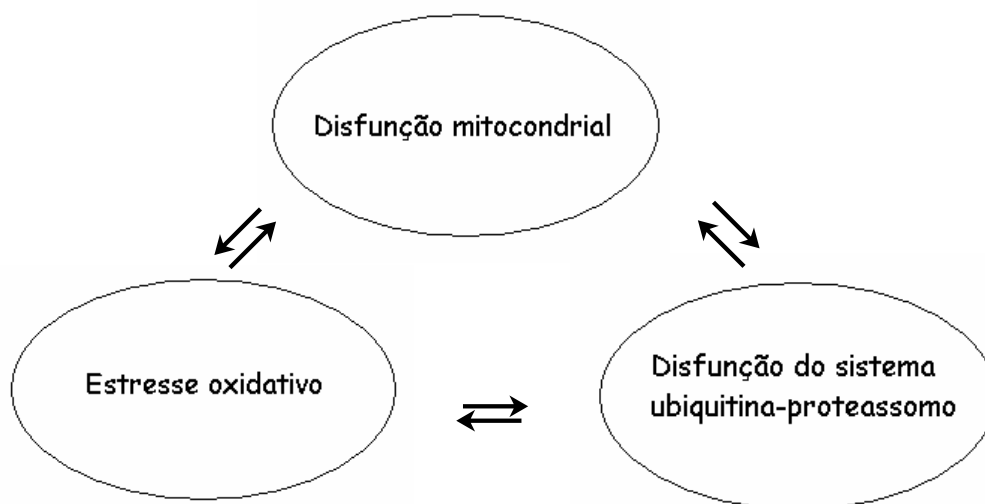 Disfunção mitocondrial
Estresse oxidativo
Disfunção do sistema
ubiquitina-proteassomo